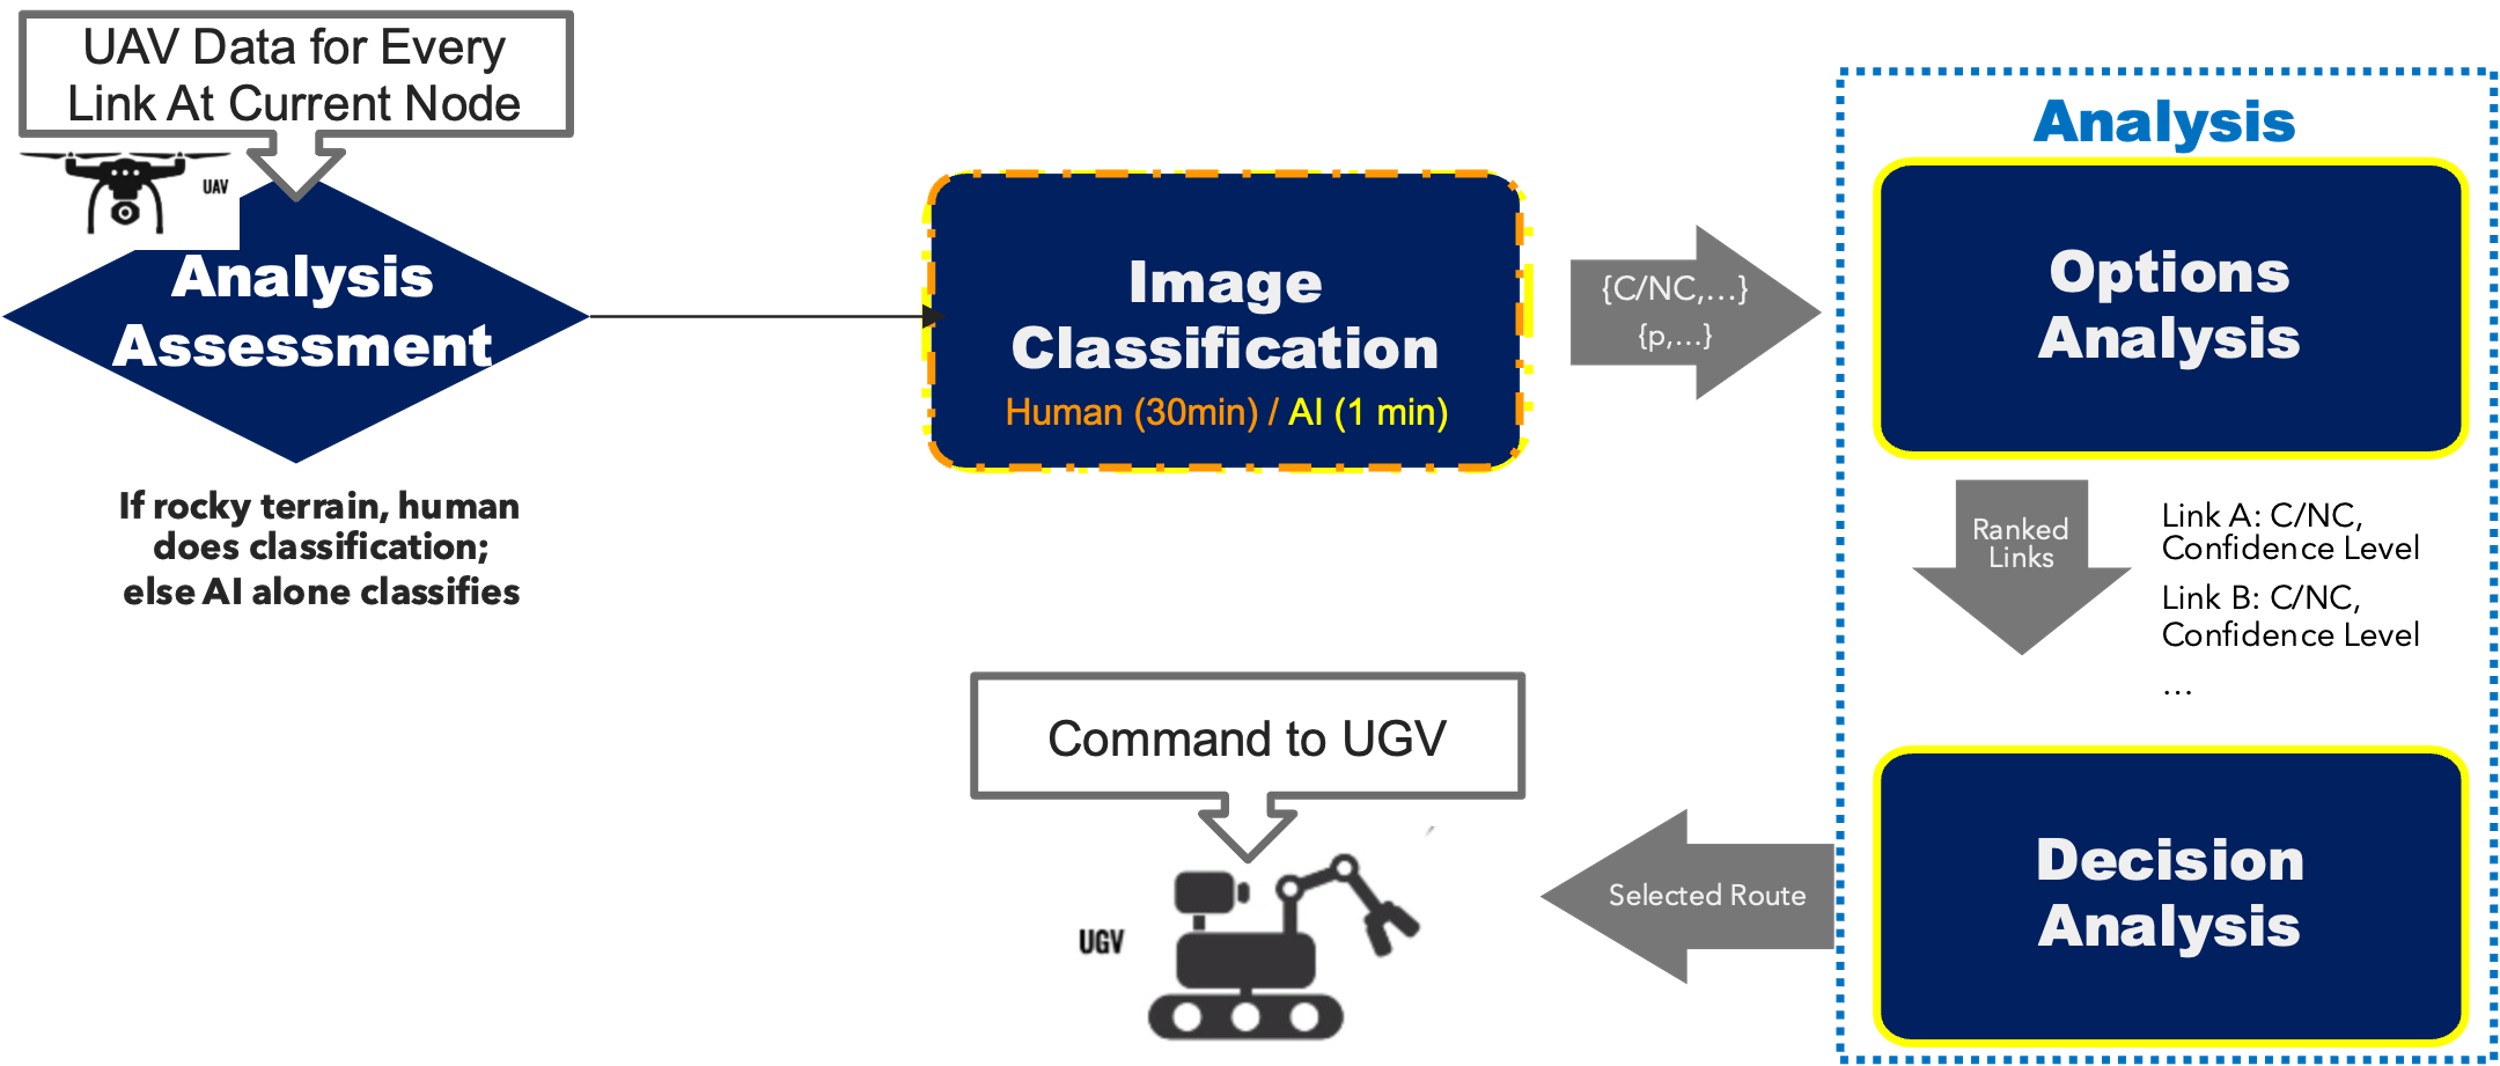 UAV Data for Every
Link At Current Node
UAV
Analysis
Assessment
If rocky terrain, human
does classification;
else AI alone classifies
Image
Classification
Human (30min) / AI (1 min)
{C/NC,...}
{p,...}
Analysis
Options
Analysis
Ranked
Links
Link A: C/NC,
Confidence Level
Link B: C/NC,
Confidence Level
...
Decision
Analysis
Selected Route
Command to UGV
UGV